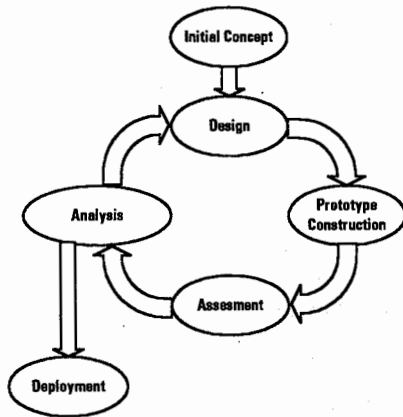 Initial Concept
Design
Analysis
Prototype
Construction
Assesment
Deployment